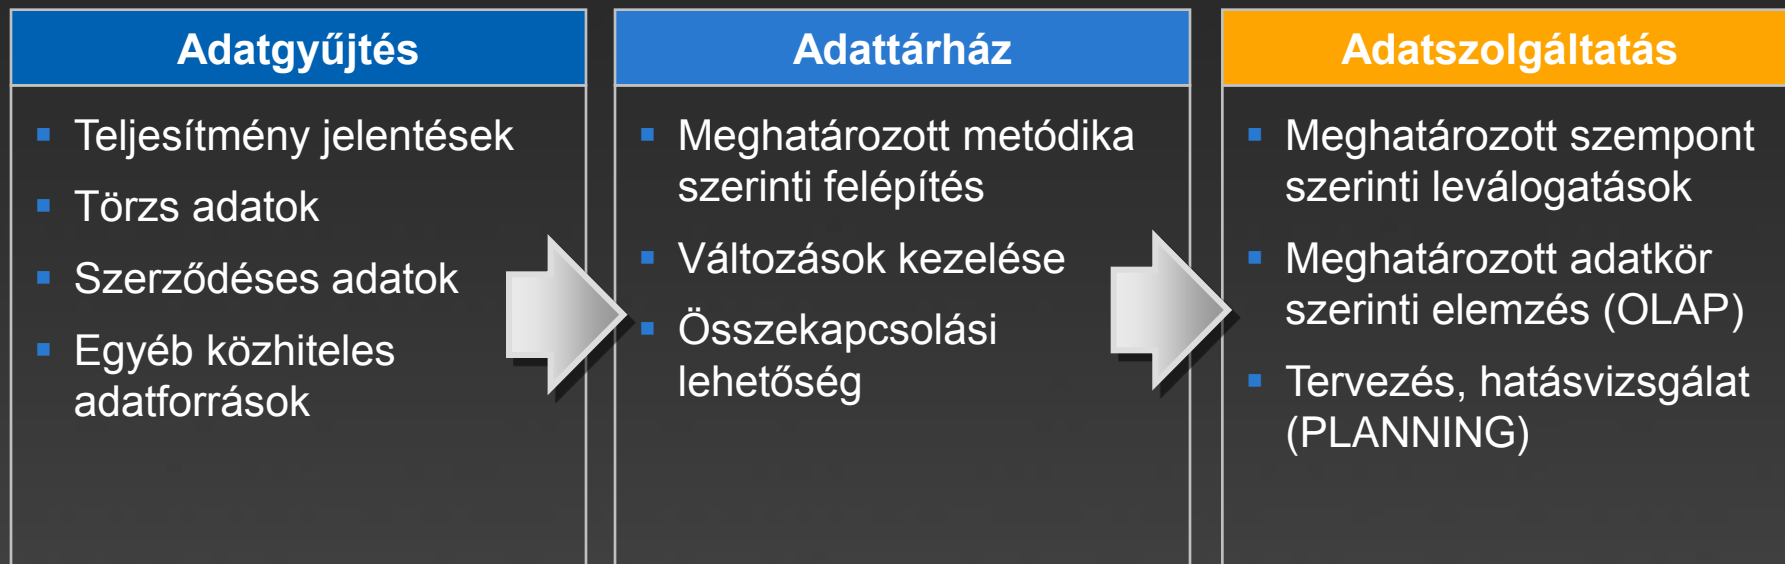 Adatgyűjtés
Teljesítmény jelentések
Törzs adatok
Szerződéses adatok
Egyéb közhiteles
adatforrások
Adattárház
Meghatározott metódika
szerinti felépítés
Változások kezelése
Összekapcsolási
lehetőség
Adatszolgáltatás
Meghatározott szempont
szerinti leválogatások
Meghatározott adatkör
szerinti elemzés (OLAP)
Tervezés, hatásvizsgálat
(PLANNING)